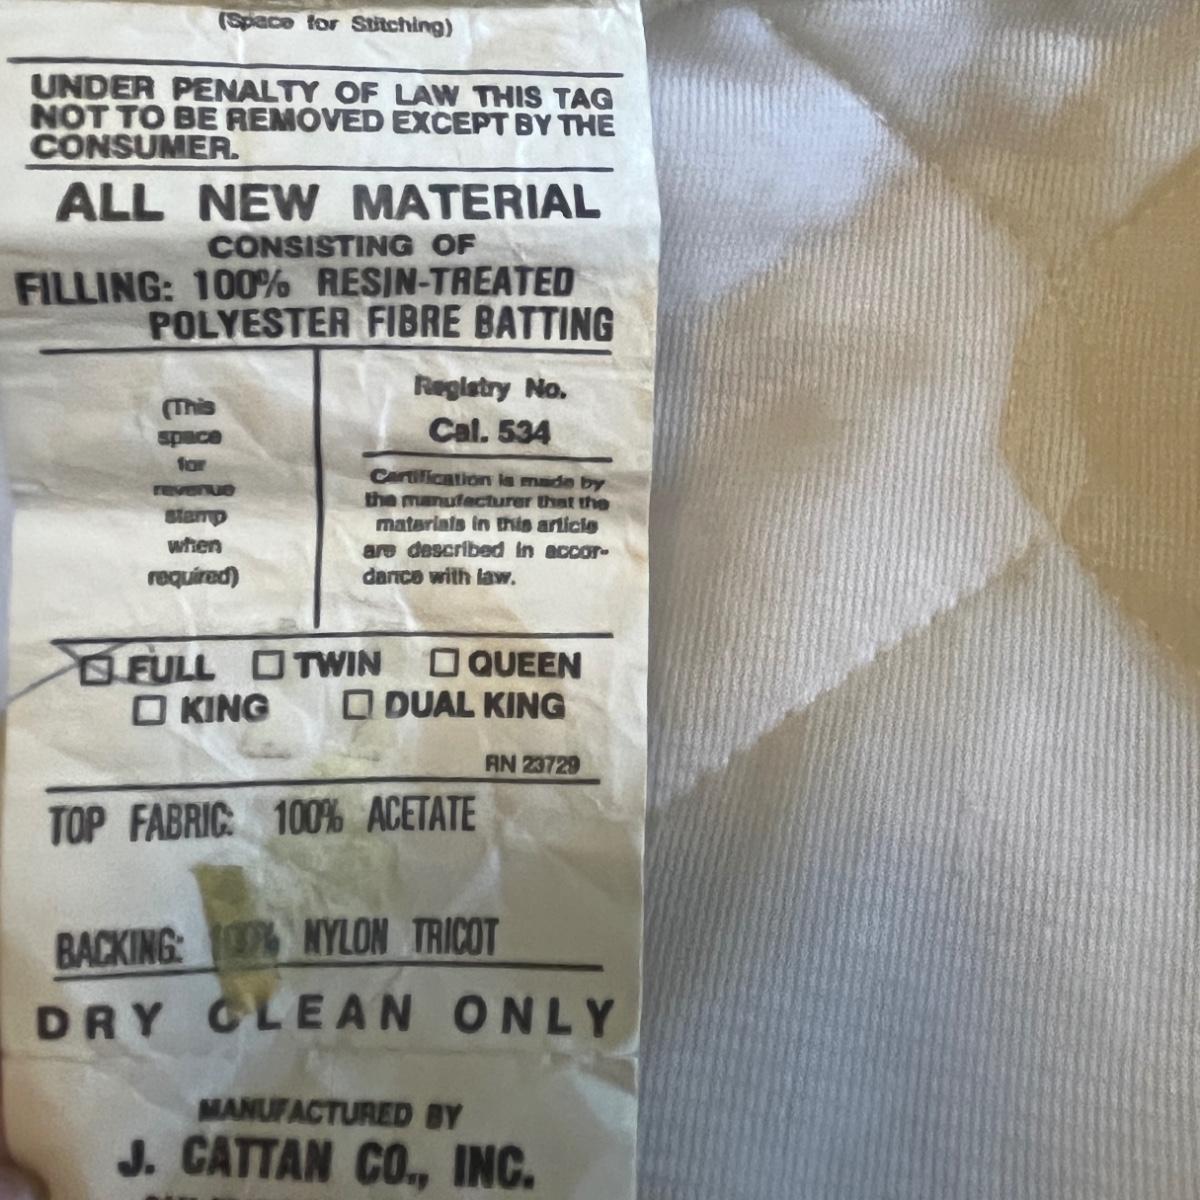 (Space for Stitching)
UNDER PENALTY OF LAW THIS TAG
NOT TO BE REMOVED EXCEPT BY THE
CONSUMER.
ALL NEW MATERIAL
CONSISTING OF
FILLING: 100% RESIN-TREATED
POLYESTER FIBRE BATTING
(This
space
for
revenue
stamp
when
required)
Registry No.
Cal. 534
Certification is made by
the manufacturer that the
materials in this article
are described in accor-
dance with law.
☐ FULL ☐ TWIN ☐ QUEEN
☐ KING ☐ DUAL KING
RN 23729
TOP FABRIC: 100% ACETATE
BACKING: 100% NYLON TRICOT
DRY CLEAN ONLY
MANUFACTURED BY
J. CATTAN CO., INC.